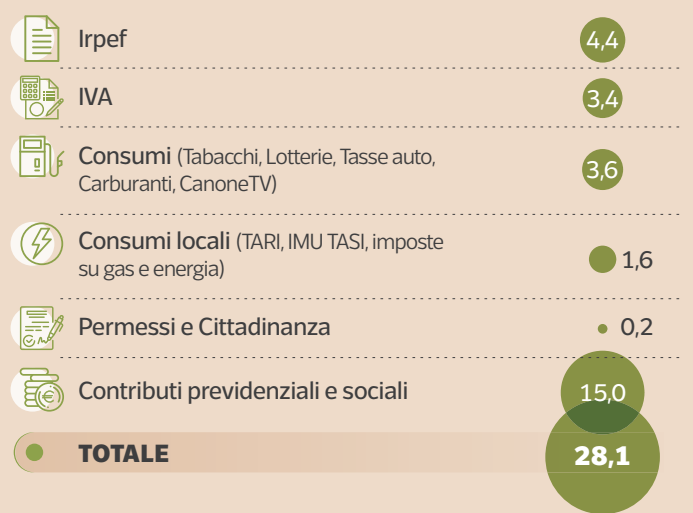 Irpef 4,4
IVA 3,4
Consumi (Tabacchi, Lotterie, Tasse auto,
Carburanti, CanoneTV) 3,6
Consumi locali (TARI, IMU TASI, imposte
su gas e energia) 1,6
Permessi e Cittadinanza 0,2
Contributi previdenziali e sociali 15,0
TOTALE 28,1